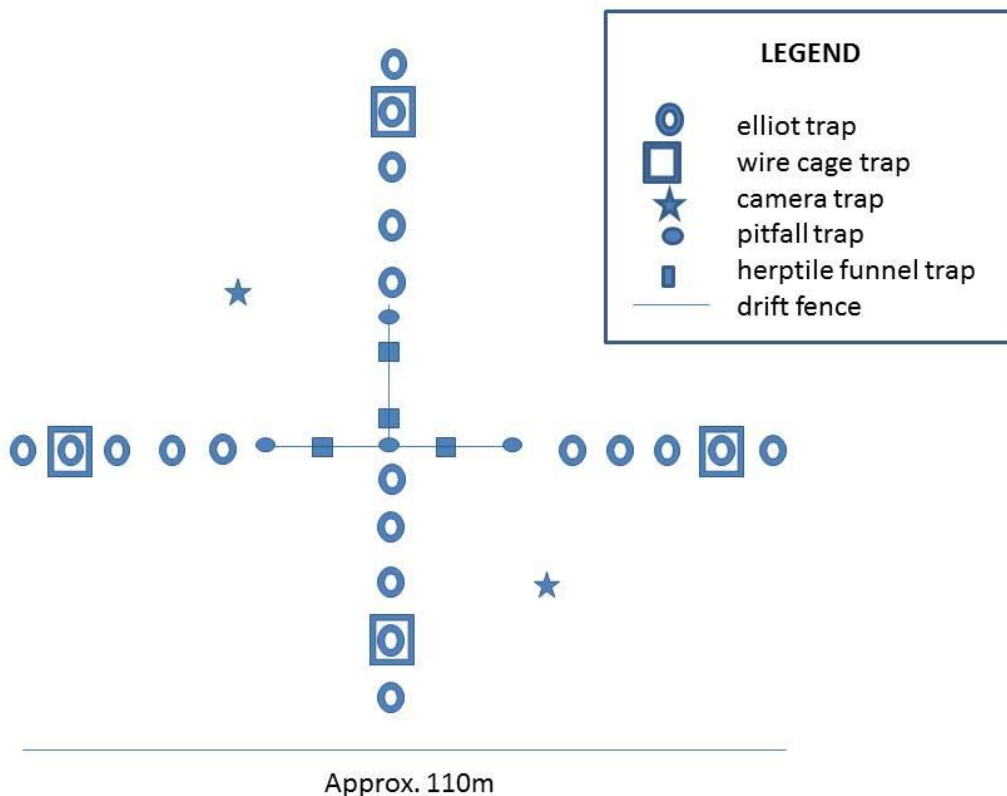 LEGEND
elliot trap
wire cage trap
camera trap
pitfall trap
herptile funnel trap
drift fence
Approx. 110m